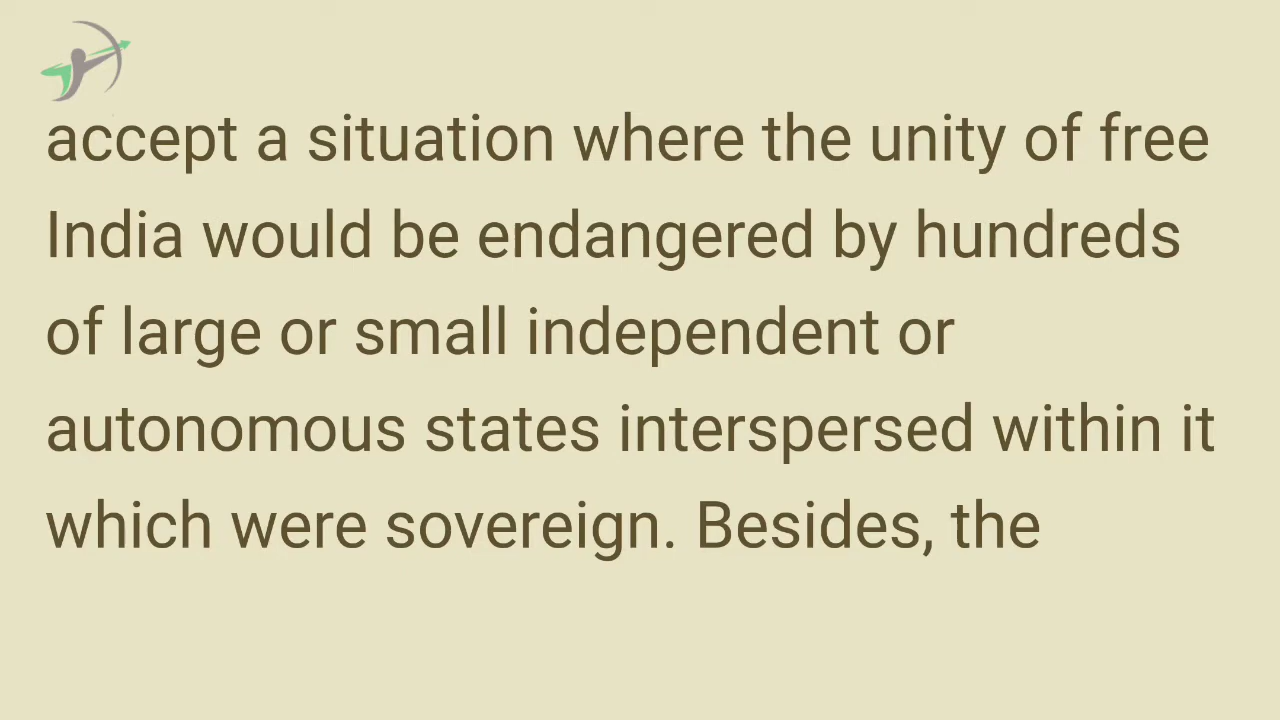 accept a situation where the unity of free
India would be endangered by hundreds
of large or small independent or
autonomous states interspersed within it
which were sovereign. Besides, the